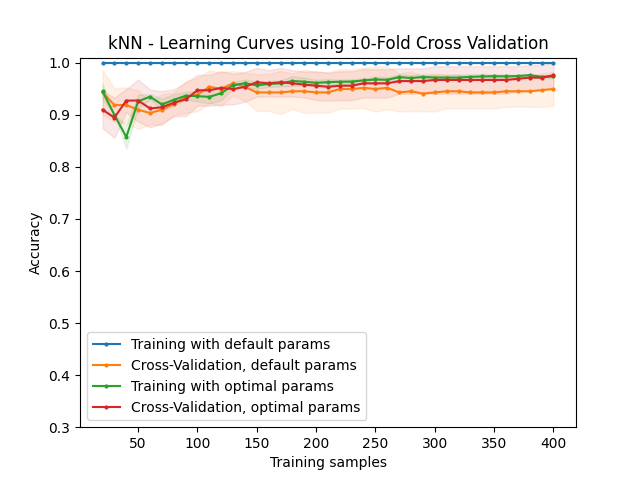 kNN - Learning Curves using 10-Fold Cross Validation
1.0
0.9
0.8
0.7
0.6
0.5
0.4
0.3
Accuracy
Training with default params
Cross-Validation, default params
Training with optimal params
Cross-Validation, optimal params
50 100 150 200 250 300 350 400
Training samples